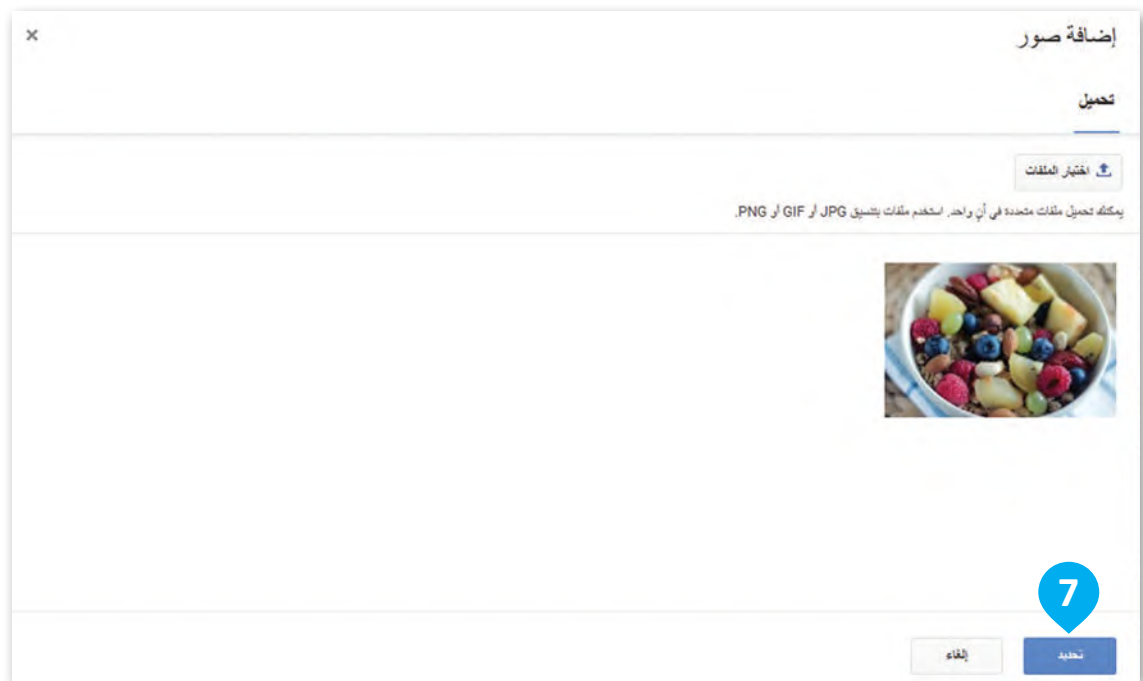 إضافة صور
×
تحميل
اختيار الملفات
يمكنك تحميل ملفات متعددة في آنٍ واحد. استخدم ملفات بتنسيق JPG أو GIF أو PNG.
7
تحديد
إلغاء